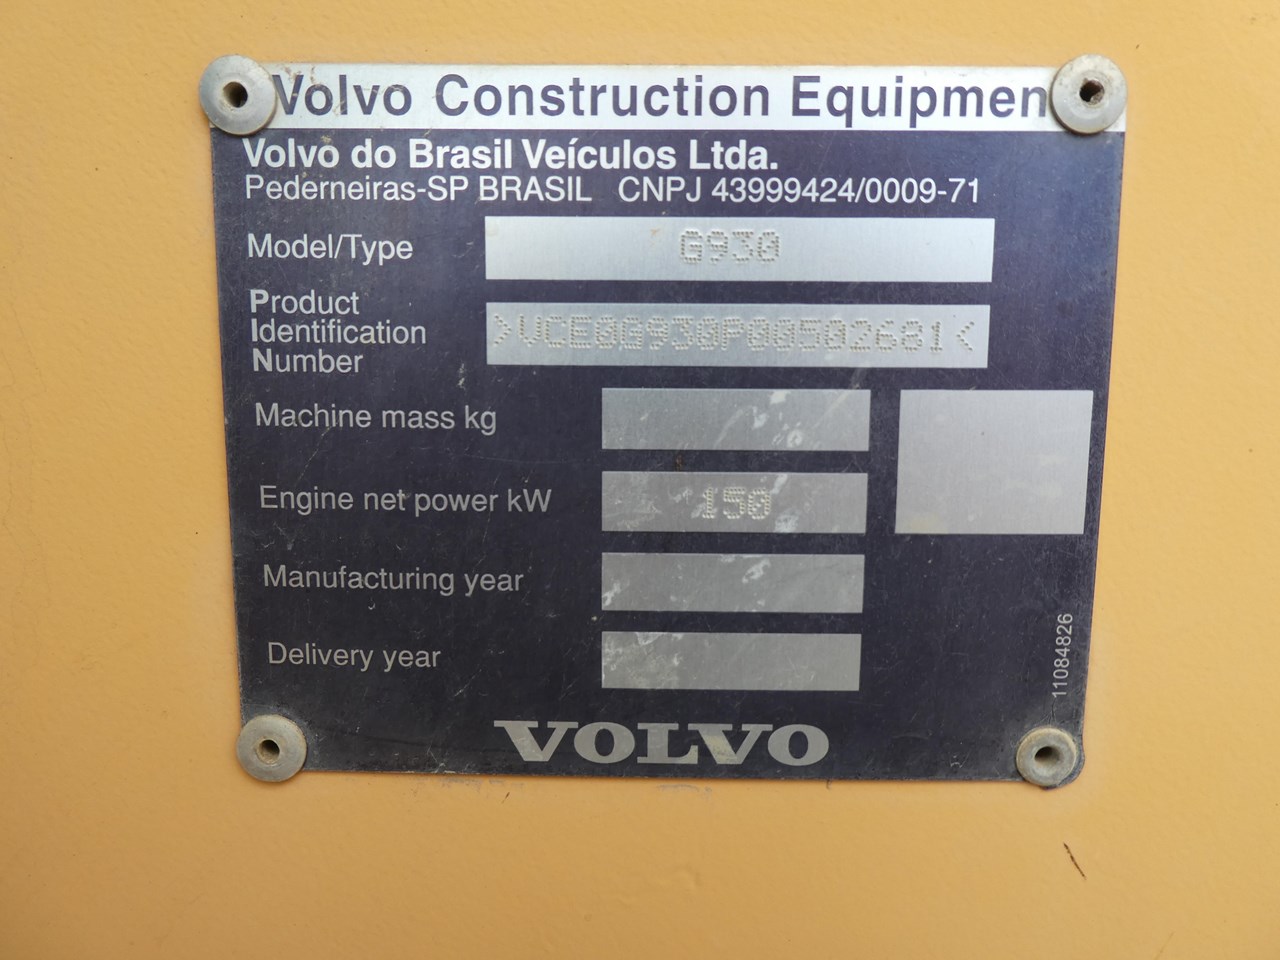 Volvo Construction Equipmen
Volvo do Brasil Veículos Ltda.
Pederneiras-SP BRASIL CNPJ 43999424/0009-71
Model/Type G930
Product
Identification >VCE0G930P00502681<
Number
Machine mass kg
Engine net power kW 150
Manufacturing year
Delivery year
11084826
VOLVO